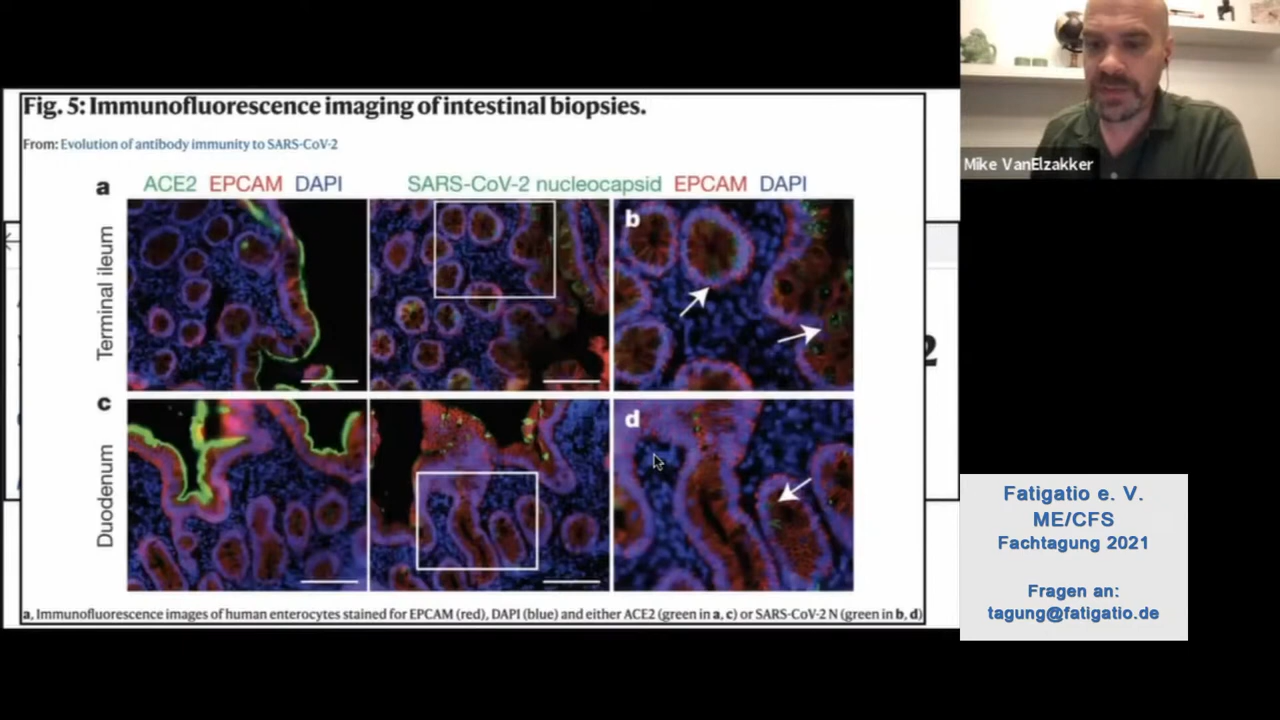 Fig. 5: Immunofluorescence imaging of intestinal biopsies.
From: Evolution of antibody immunity to SARS-CoV-2
a ACE2 EPCAM DAPI SARS-CoV-2 nucleocapsid EPCAM DAPI
b
Terminal ileum
c
d
Duodenum
a, Immunofluorescence images of human enterocytes stained for EPCAM (red), DAPI (blue) and either ACE2 (green in a, c) or SARS-CoV-2 N (green in b, d)
2
Mike VanElzakker
Fatigatio e. V.
ME/CFS
Fachtagung 2021
Fragen an:
tagung@fatigatio.de